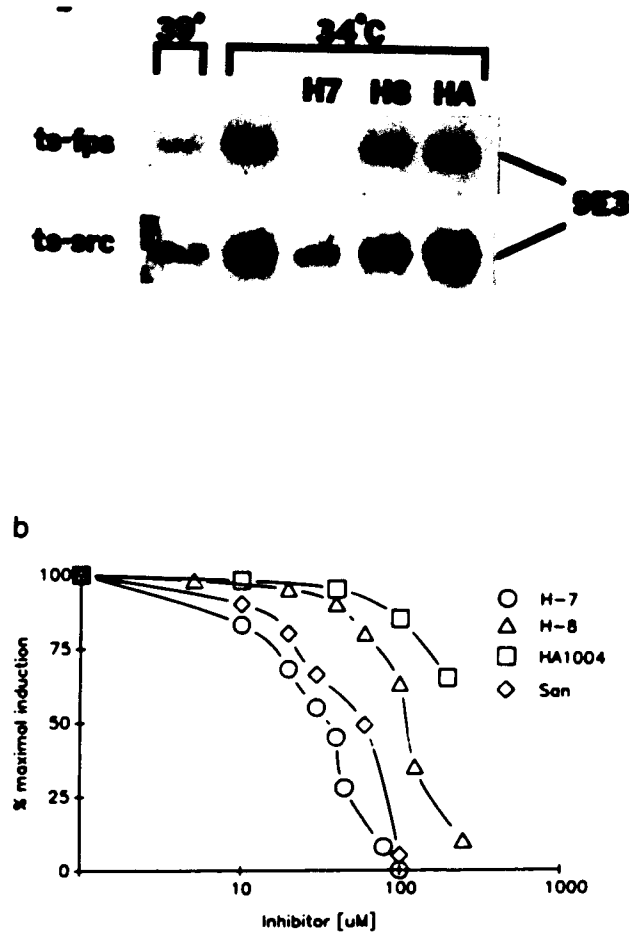 39° 34°C
H7 H8 HA
ts-fps
9E3
ts-src
b
100
75
50
25
0
% maximal induction
10 100 1000
Inhibitor [uM]
H-7
H-8
HA1004
San